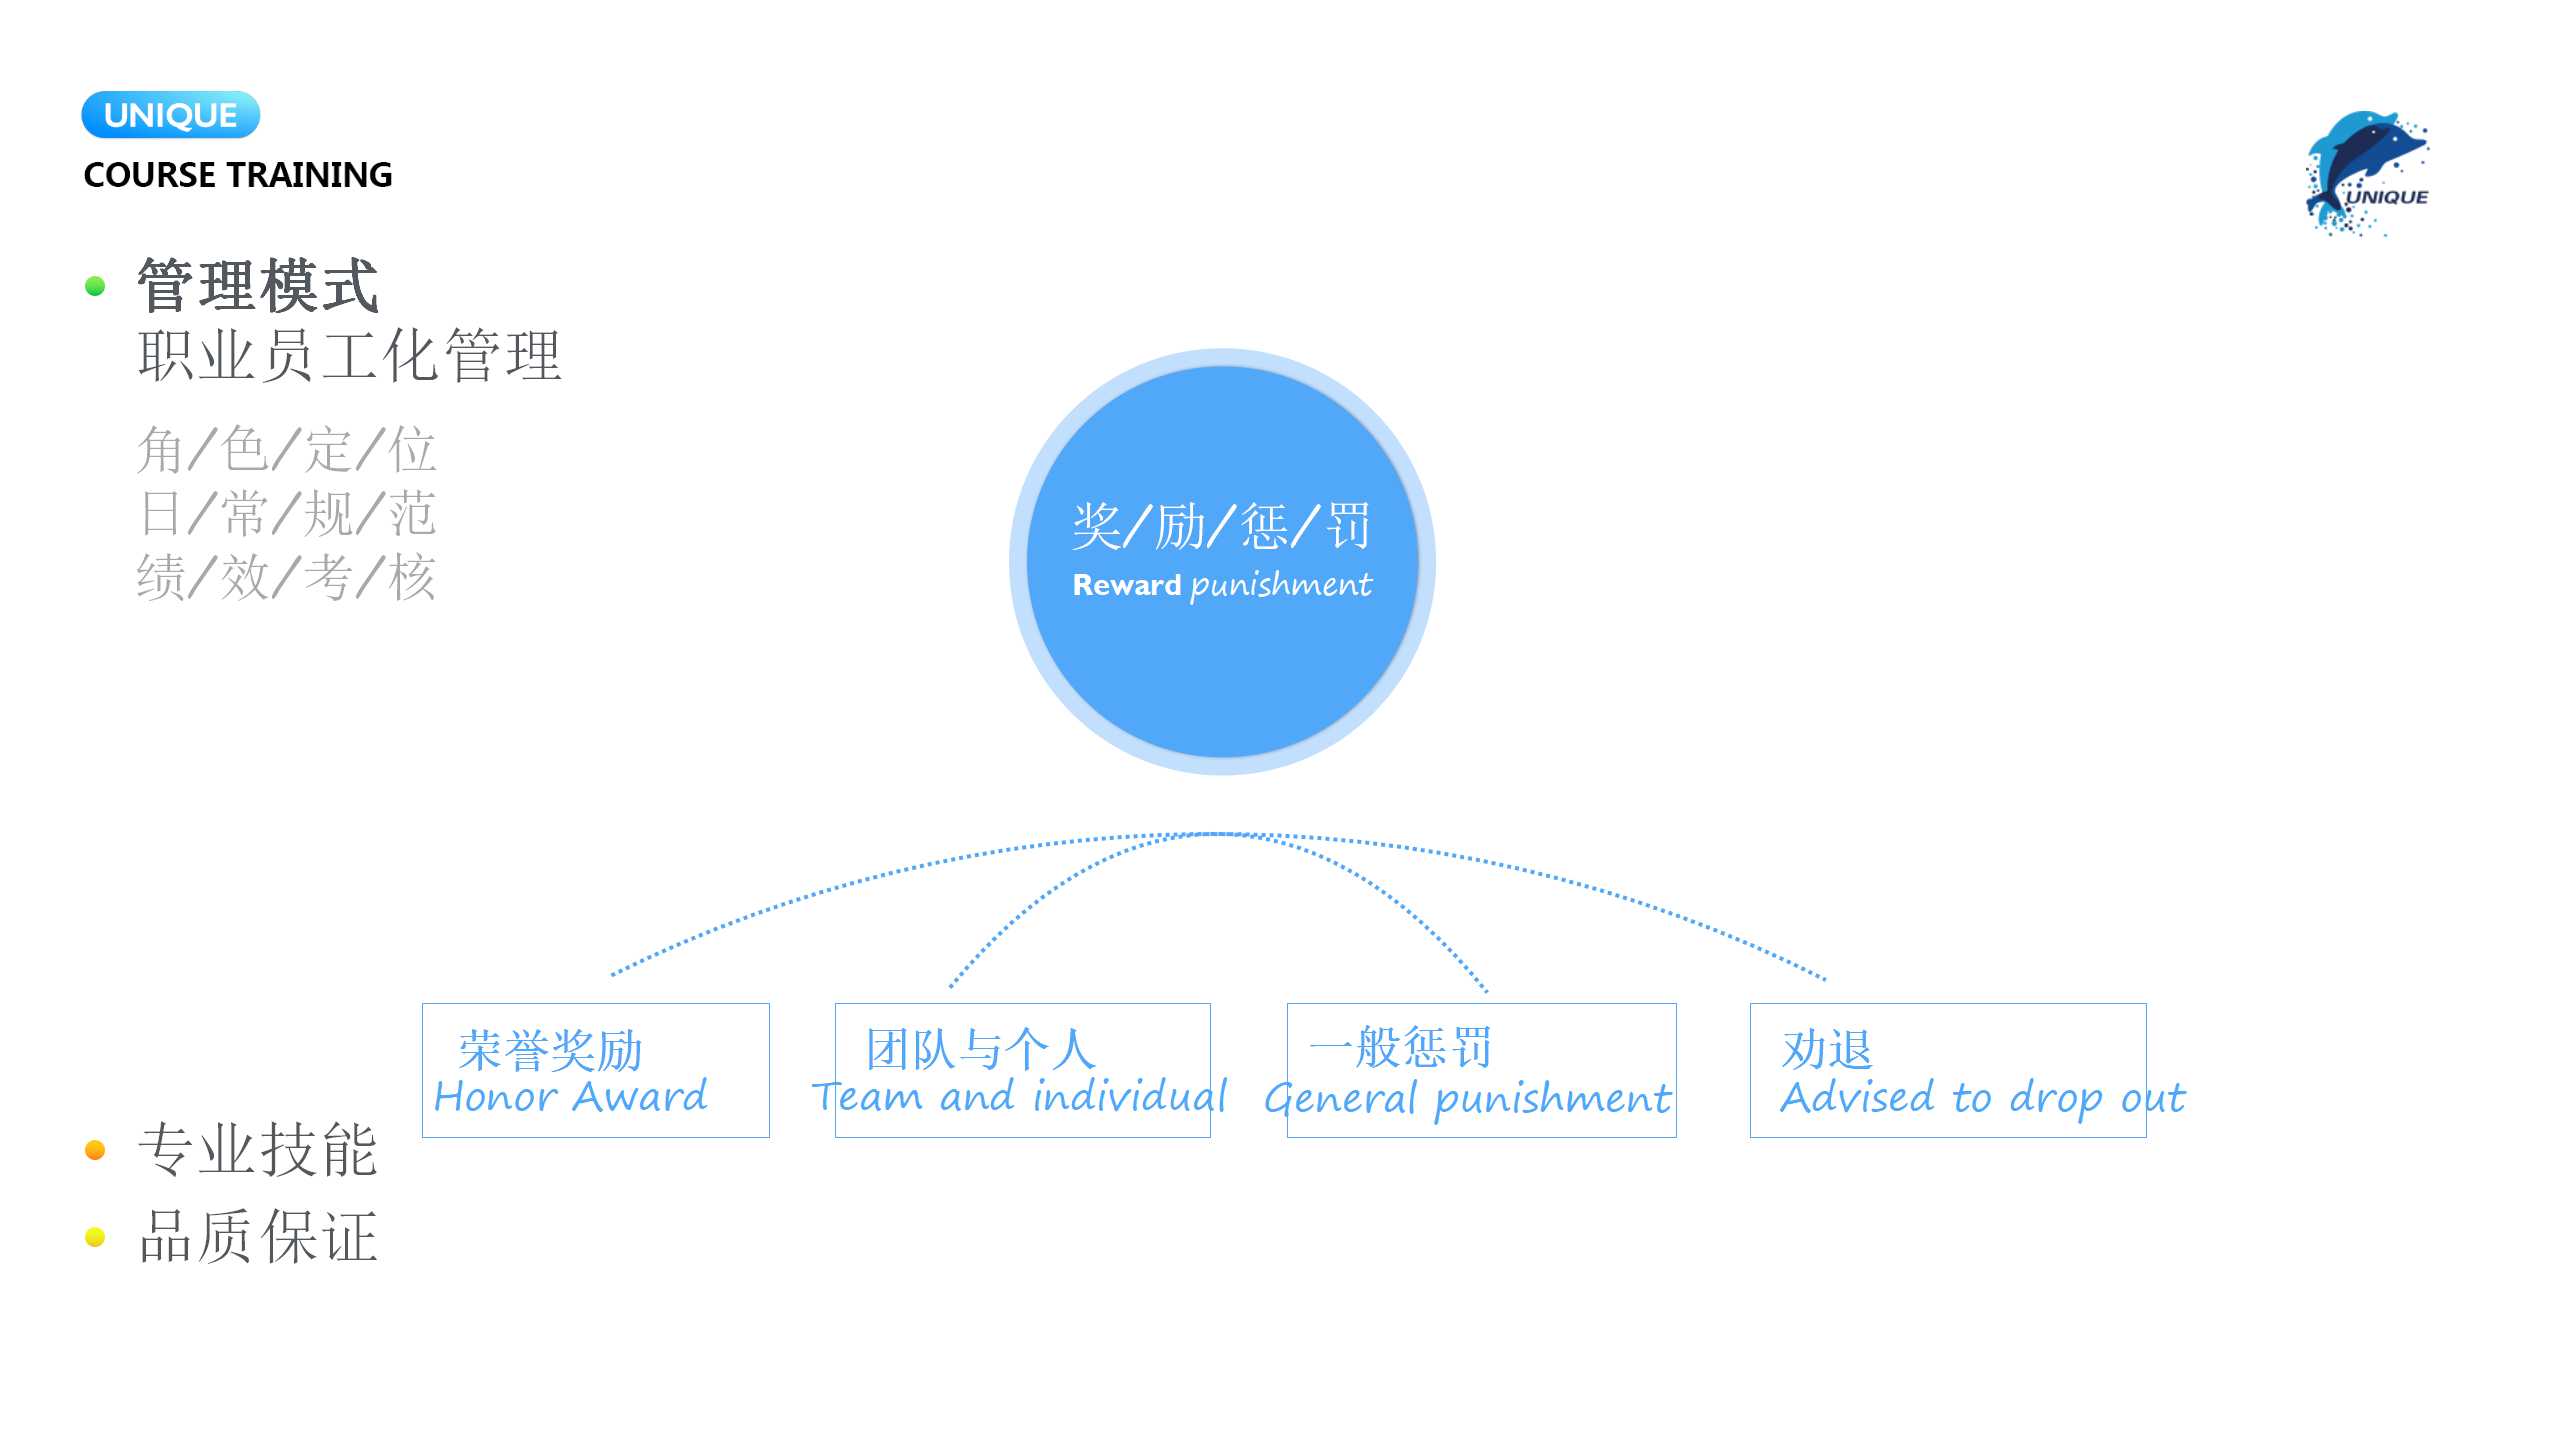 UNIQUE
COURSE TRAINING
UNIQUE
管理模式
职业员工化管理
角/色/定/位
日/常/规/范
绩/效/考/核
奖/励/惩/罚
Reward punishment
荣誉奖励
Honor Award
团队与个人
Team and individual
一般惩罚
General punishment
劝退
Advised to drop out
专业技能
品质保证